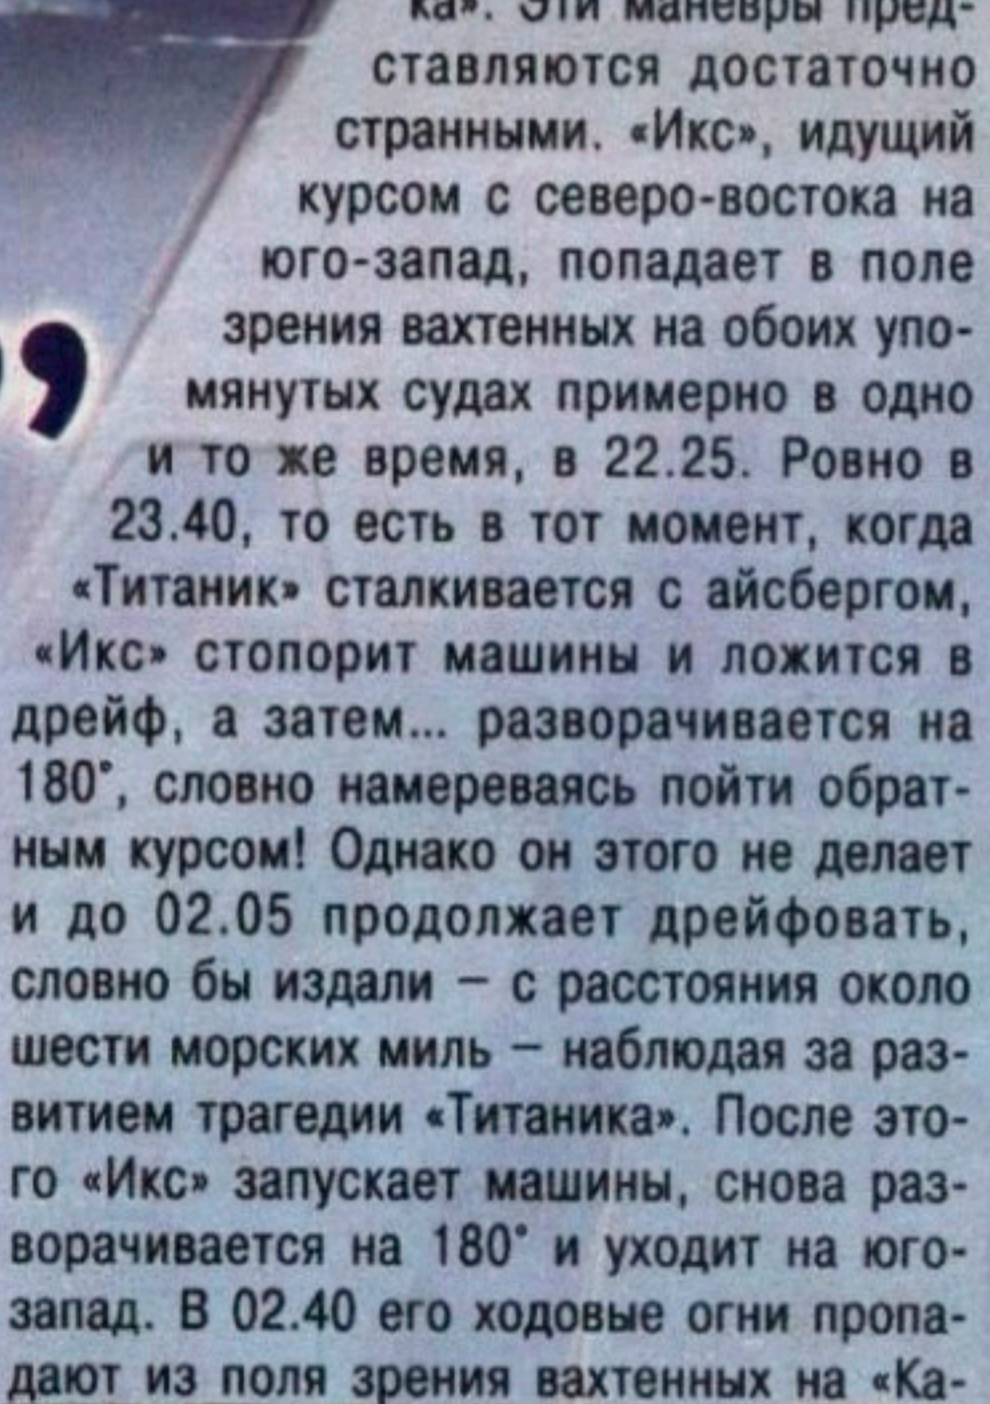 ка». Эти маневры пред-
ставляются достаточно
странными. «Икс», идущий
курсом с северо-востока на
юго-запад, попадает в поле
зрения вахтенных на обоих упо-
мянутых судах примерно в одно
и то же время, в 22.25. Ровно в
23.40, то есть в тот момент, когда
«Титаник» сталкивается с айсбергом,
«Икс» стопорит машины и ложится в
дрейф, а затем... разворачивается на
180°, словно намереваясь пойти обрат-
ным курсом! Однако он этого не делает
и до 02.05 продолжает дрейфовать,
словно бы издали – с расстояния около
шести морских миль – наблюдая за раз-
витием трагедии «Титаника». После это-
го «Икс» запускает машины, снова раз-
ворачивается на 180° и уходит на юго-
запад. В 02.40 его ходовые огни пропа-
дают из поля зрения вахтенных на «Ка-